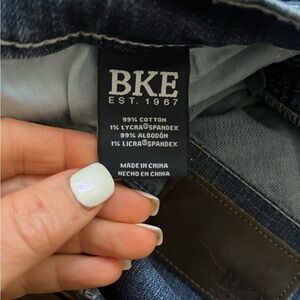 BKE
EST. 1967
99% COTTON
1% LYCRA®SPANDEX
99% ALGODÓN
1% LICRA®SPANDEX
MADE IN CHINA
HECHO EN CHINA